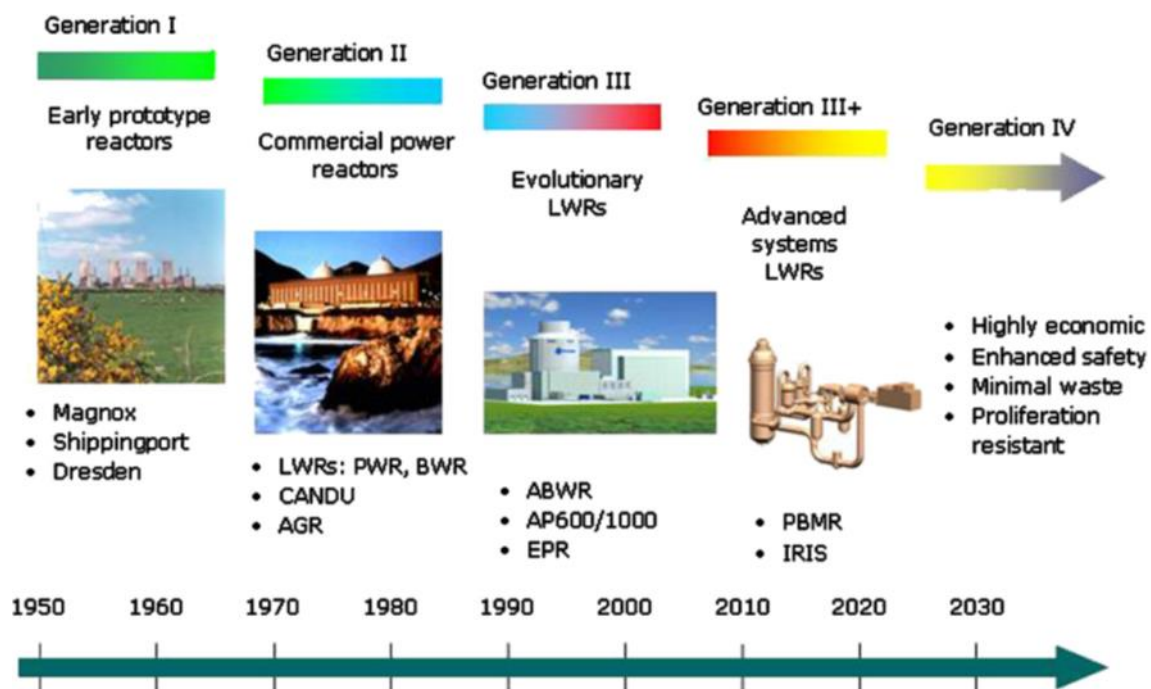 Generation I
Early prototype
reactors
• Magnox
• Shippingport
• Dresden
Generation II
Commercial power
reactors
• LWRs: PWR, BWR
• CANDU
• AGR
Generation III
Evolutionary
LWRs
• ABWR
• AP600/1000
• EPR
Generation III+
Advanced
systems
LWRs
• PBMR
• IRIS
Generation IV
• Highly economic
• Enhanced safety
• Minimal waste
• Proliferation
resistant
1950 1960 1970 1980 1990 2000 2010 2020 2030